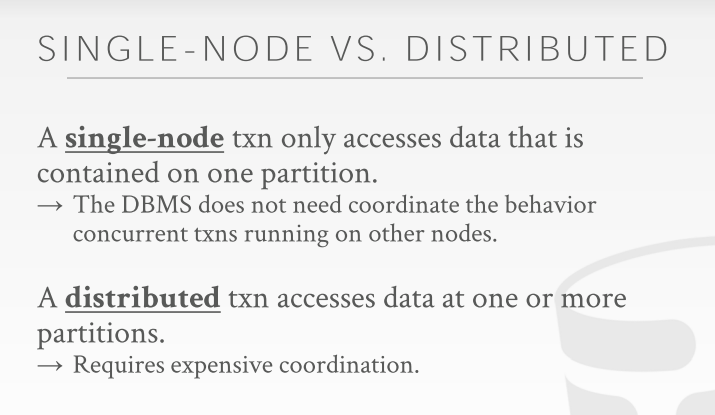 SINGLE-NODE VS. DISTRIBUTED
A single-node txn only accesses data that is
contained on one partition.
→ The DBMS does not need coordinate the behavior
concurrent txns running on other nodes.
A distributed txn accesses data at one or more
partitions.
→ Requires expensive coordination.